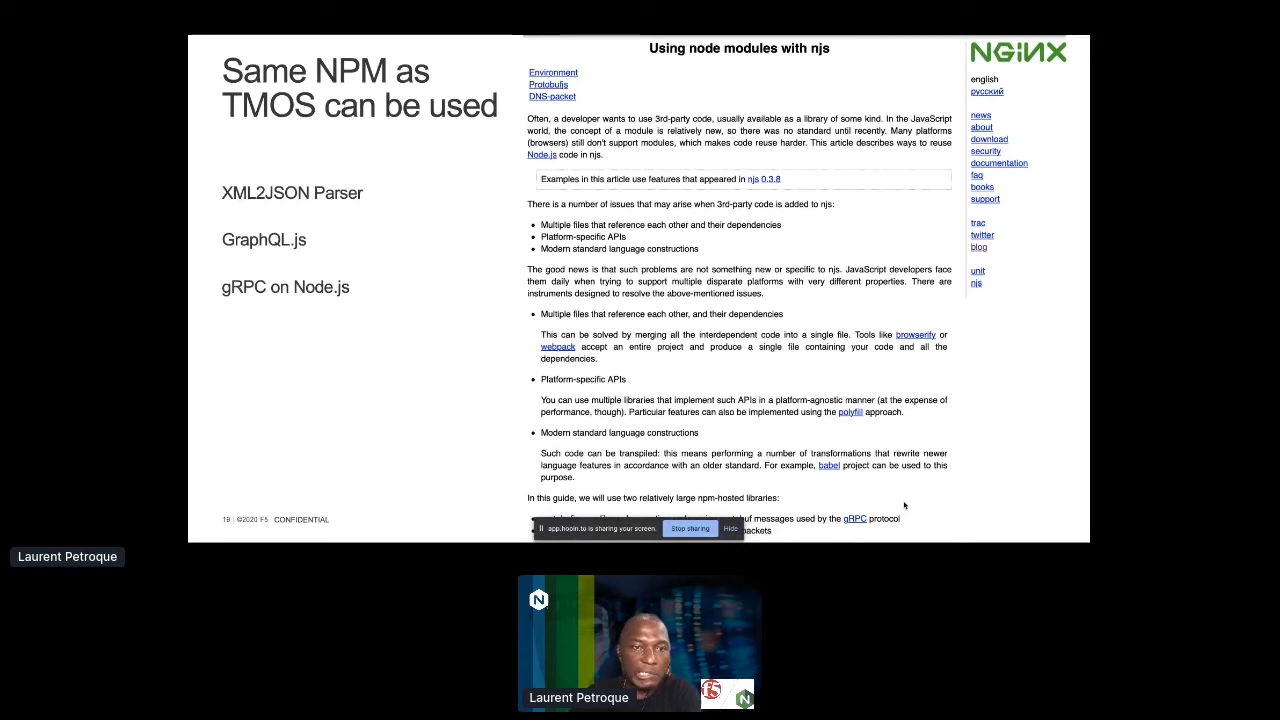 Same NPM as
TMOS can be used
XML2JSON Parser
GraphQL.js
gRPC on Node.js
19 | ©2020 F5 CONFIDENTIAL
Using node modules with njs
Environment
Protobufjs
DNS-packet
Often, a developer wants to use 3rd-party code, usually available as a library of some kind. In the JavaScript
world, the concept of a module is relatively new, so there was no standard until recently. Many platforms
(browsers) still don't support modules, which makes code reuse harder. This article describes ways to reuse
Node.js code in njs.
Examples in this article use features that appeared in njs 0.3.8
There is a number of issues that may arise when 3rd-party code is added to njs:
• Multiple files that reference each other and their dependencies
• Platform-specific APIs
• Modern standard language constructions
The good news is that such problems are not something new or specific to njs. JavaScript developers face
them daily when trying to support multiple disparate platforms with very different properties. There are
instruments designed to resolve the above-mentioned issues.
• Multiple files that reference each other, and their dependencies
This can be solved by merging all the interdependent code into a single file. Tools like browserify or
webpack accept an entire project and produce a single file containing your code and all the
dependencies.
• Platform-specific APIs
You can use multiple libraries that implement such APIs in a platform-agnostic manner (at the expense of
performance, though). Particular features can also be implemented using the polyfill approach.
• Modern standard language constructions
Such code can be transpiled: this means performing a number of transformations that rewrite newer
language features in accordance with an older standard. For example, babel project can be used to this
purpose.
In this guide, we will use two relatively large npm-hosted libraries:
messages used by the gRPC protocol
app.hopin.to is sharing your screen. Stop sharing Hide
NGINX
english
русский
news
about
download
security
documentation
faq
books
support
trac
twitter
blog
unit
njs
Laurent Petroque
N
Laurent Petroque
f5
N